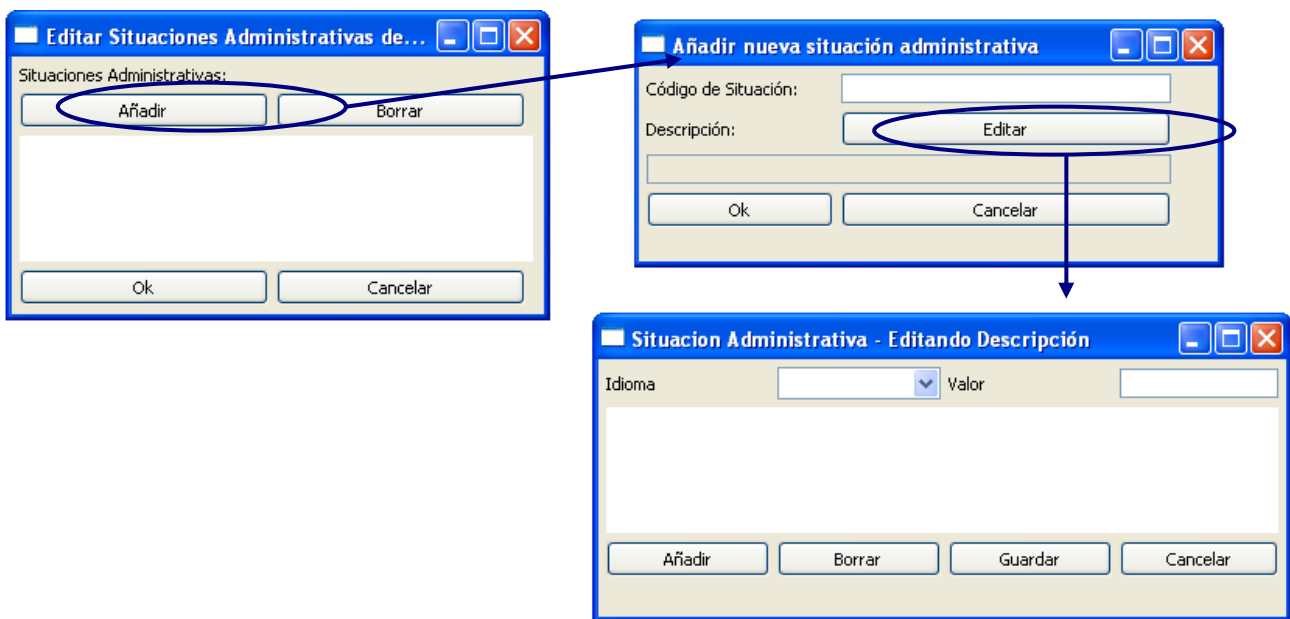 Editar Situaciones Administrativas de...
Situaciones Administrativas:
Añadir Borrar
Ok Cancelar
Añadir nueva situación administrativa
Código de Situación:
Descripción: Editar
Ok Cancelar
Situacion Administrativa - Editando Descripción
Idioma Valor
Añadir Borrar Guardar Cancelar